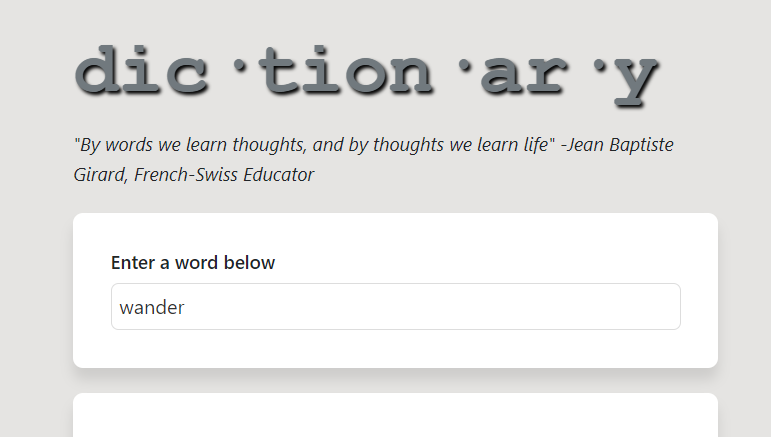 dic·tion·ar·y
"By words we learn thoughts, and by thoughts we learn life" -Jean Baptiste
Girard, French-Swiss Educator
Enter a word below
wander